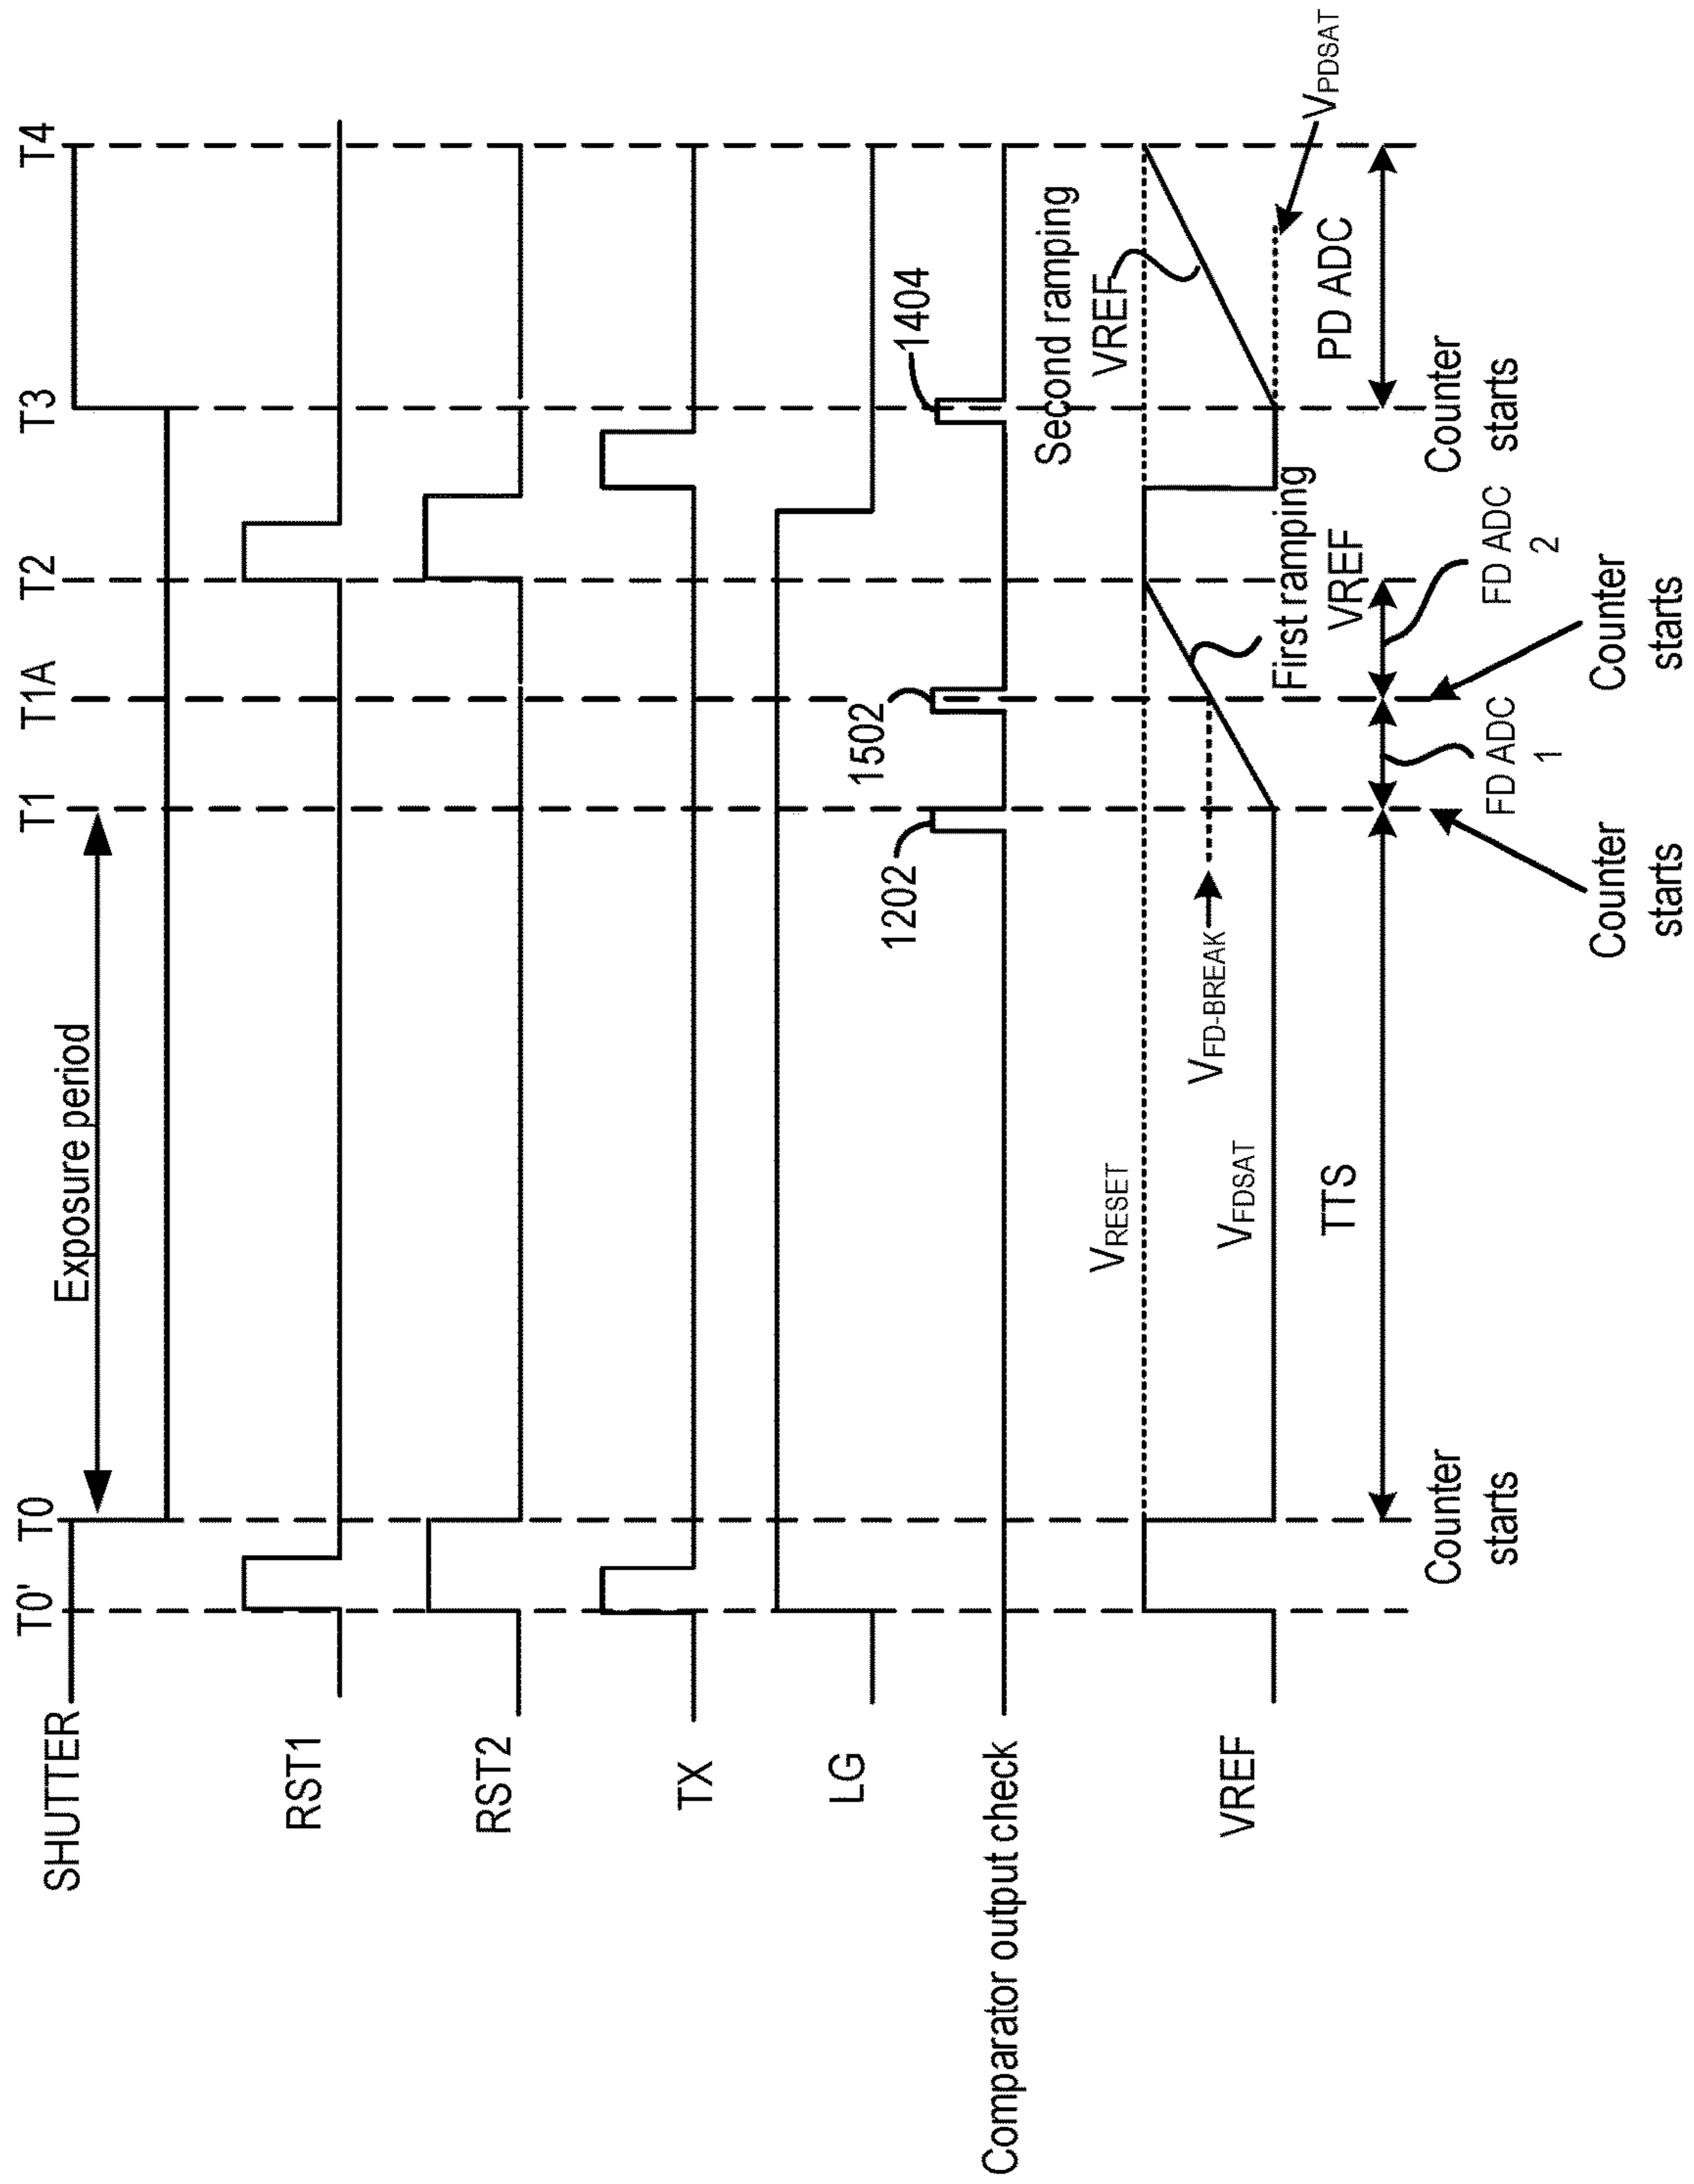 T0'
T0
T1
T1A
T2
T3
T4
Exposure period
SHUTTER
RST1
RST2
TX
LG
Comparator output check
1202
1502
1404
VREF
VRESET
VFDSAT
VFD-BREAK
First ramping
VREF
Second ramping
VREF
VPDSAT
TTS
FD ADC
1
FD ADC
2
PD ADC
Counter
starts
Counter
starts
Counter
starts
Counter
starts